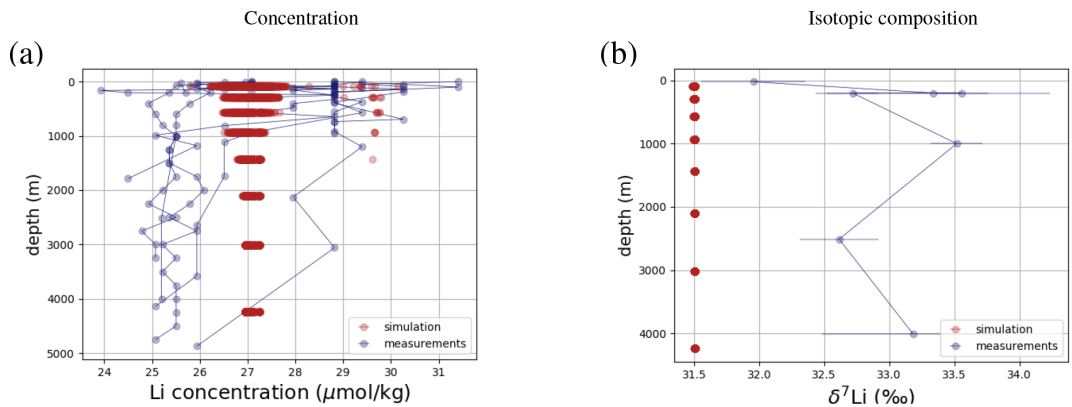 Concentration
Isotopic composition
(a)
(b)
0
1000
2000
3000
4000
5000
depth (m)
24 25 26 27 28 29 30 31
Li concentration (μmol/kg)
simulation
measurements
0
1000
2000
3000
4000
depth (m)
31.5 32.0 32.5 33.0 33.5 34.0
δ⁷Li (‰)
simulation
measurements